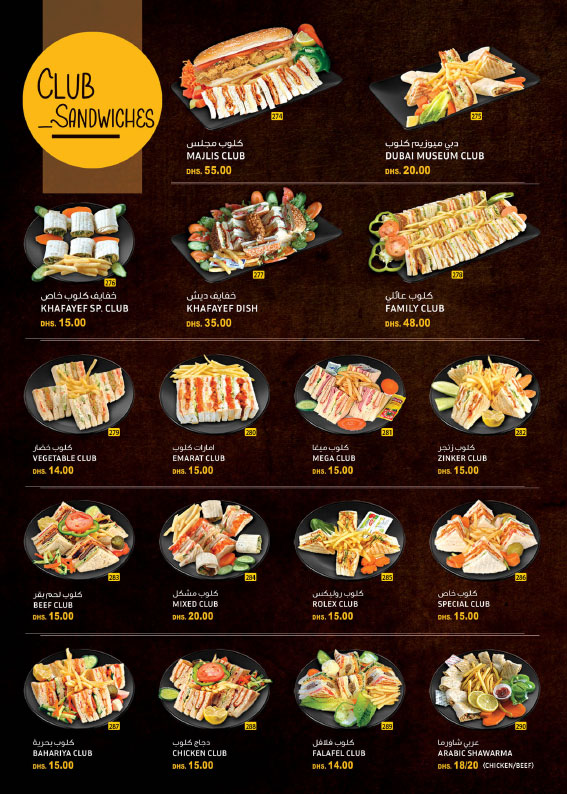 CLUB
SANDWICHES
274
كلوب مجلس
MAJLIS CLUB
DHS. 55.00
275
دبي ميوزيم كلوب
DUBAI MUSEUM CLUB
DHS. 20.00
276
خفايف كلوب خاص
KHAFAYEF SP. CLUB
DHS. 15.00
277
خفايف ديش
KHAFAYEF DISH
DHS. 35.00
278
كلوب عائلي
FAMILY CLUB
DHS. 48.00
279
كلوب خضار
VEGETABLE CLUB
DHS. 14.00
280
امارات كلوب
EMARAT CLUB
DHS. 15.00
281
كلوب ميغا
MEGA CLUB
DHS. 15.00
282
كلوب زنجر
ZINKER CLUB
DHS. 15.00
283
كلوب لحم بقر
BEEF CLUB
DHS. 15.00
284
كلوب مشكل
MIXED CLUB
DHS. 20.00
285
كلوب روليكس
ROLEX CLUB
DHS. 15.00
286
كلوب خاص
SPECIAL CLUB
DHS. 15.00
287
كلوب بحرية
BAHARIYA CLUB
DHS. 15.00
288
دجاج كلوب
CHICKEN CLUB
DHS. 15.00
289
كلوب فلافل
FALAFEL CLUB
DHS. 14.00
290
عربي شاورما
ARABIC SHAWARMA
DHS. 18/20 (CHICKEN/BEEF)